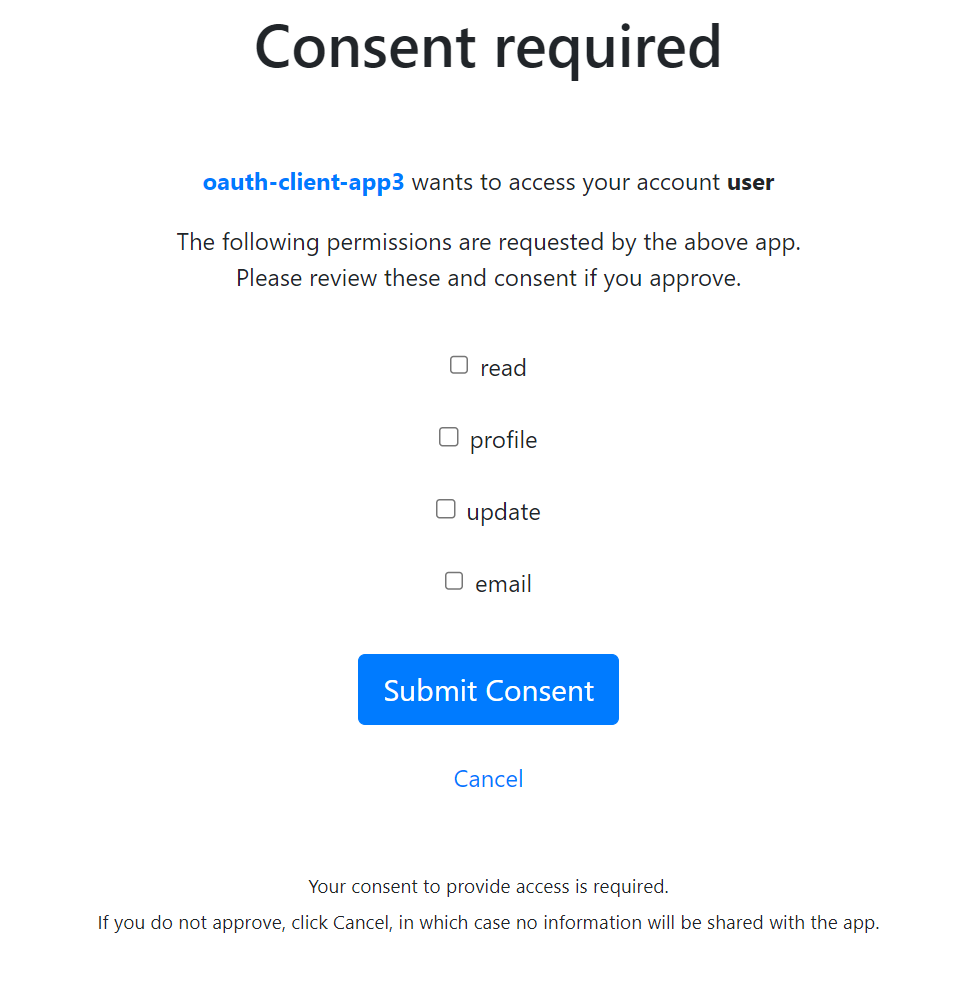 Consent required
oauth-client-app3 wants to access your account user
The following permissions are requested by the above app.
Please review these and consent if you approve.
read
profile
update
email
Submit Consent
Cancel
Your consent to provide access is required.
If you do not approve, click Cancel, in which case no information will be shared with the app.